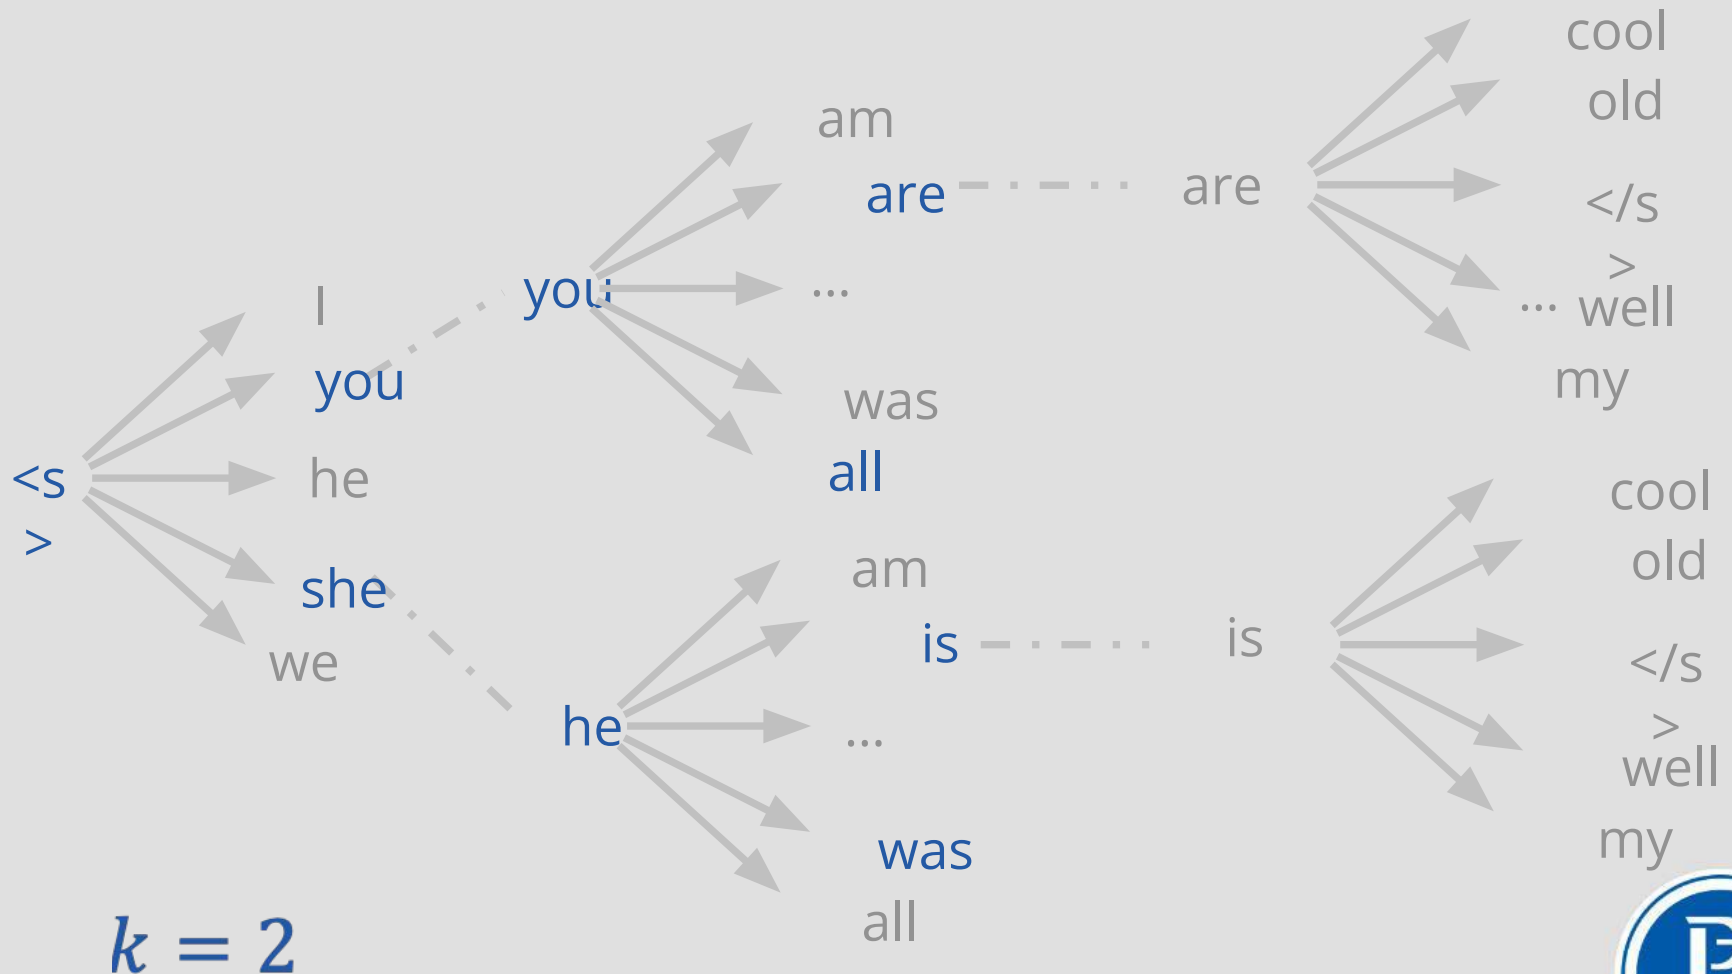 <s
>
I
you
he
she
we
you
am
are
...
was
all
he
am
is
...
was
all
are
cool
old
</s
>
... well
my
is
cool
old
</s
>
well
my
k = 2